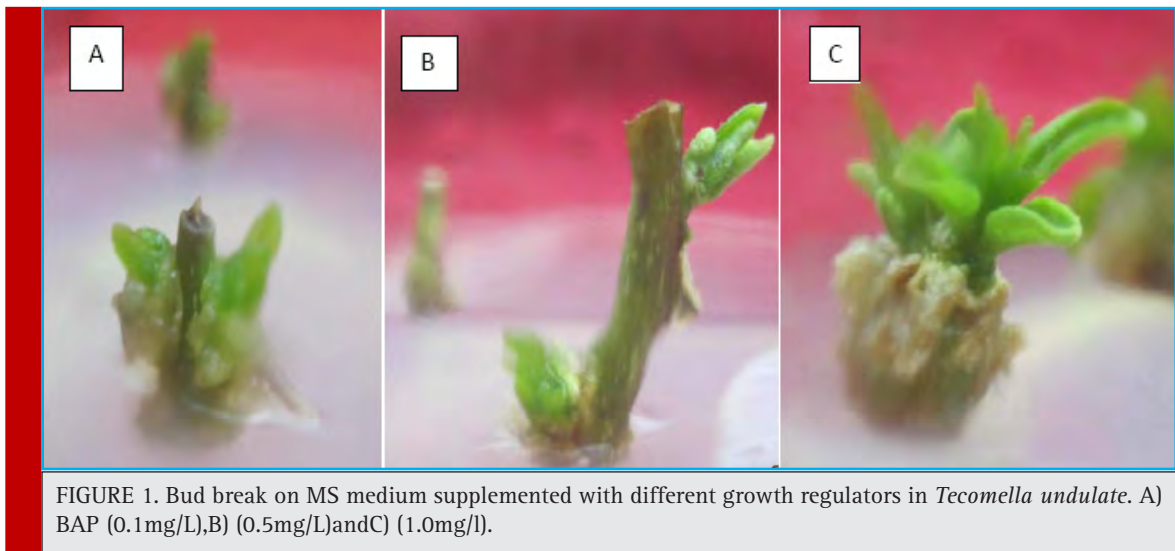 A
B
C
FIGURE 1. Bud break on MS medium supplemented with different growth regulators in Tecomella undulate. A)
BAP (0.1mg/L),B) (0.5mg/L)andC) (1.0mg/l).